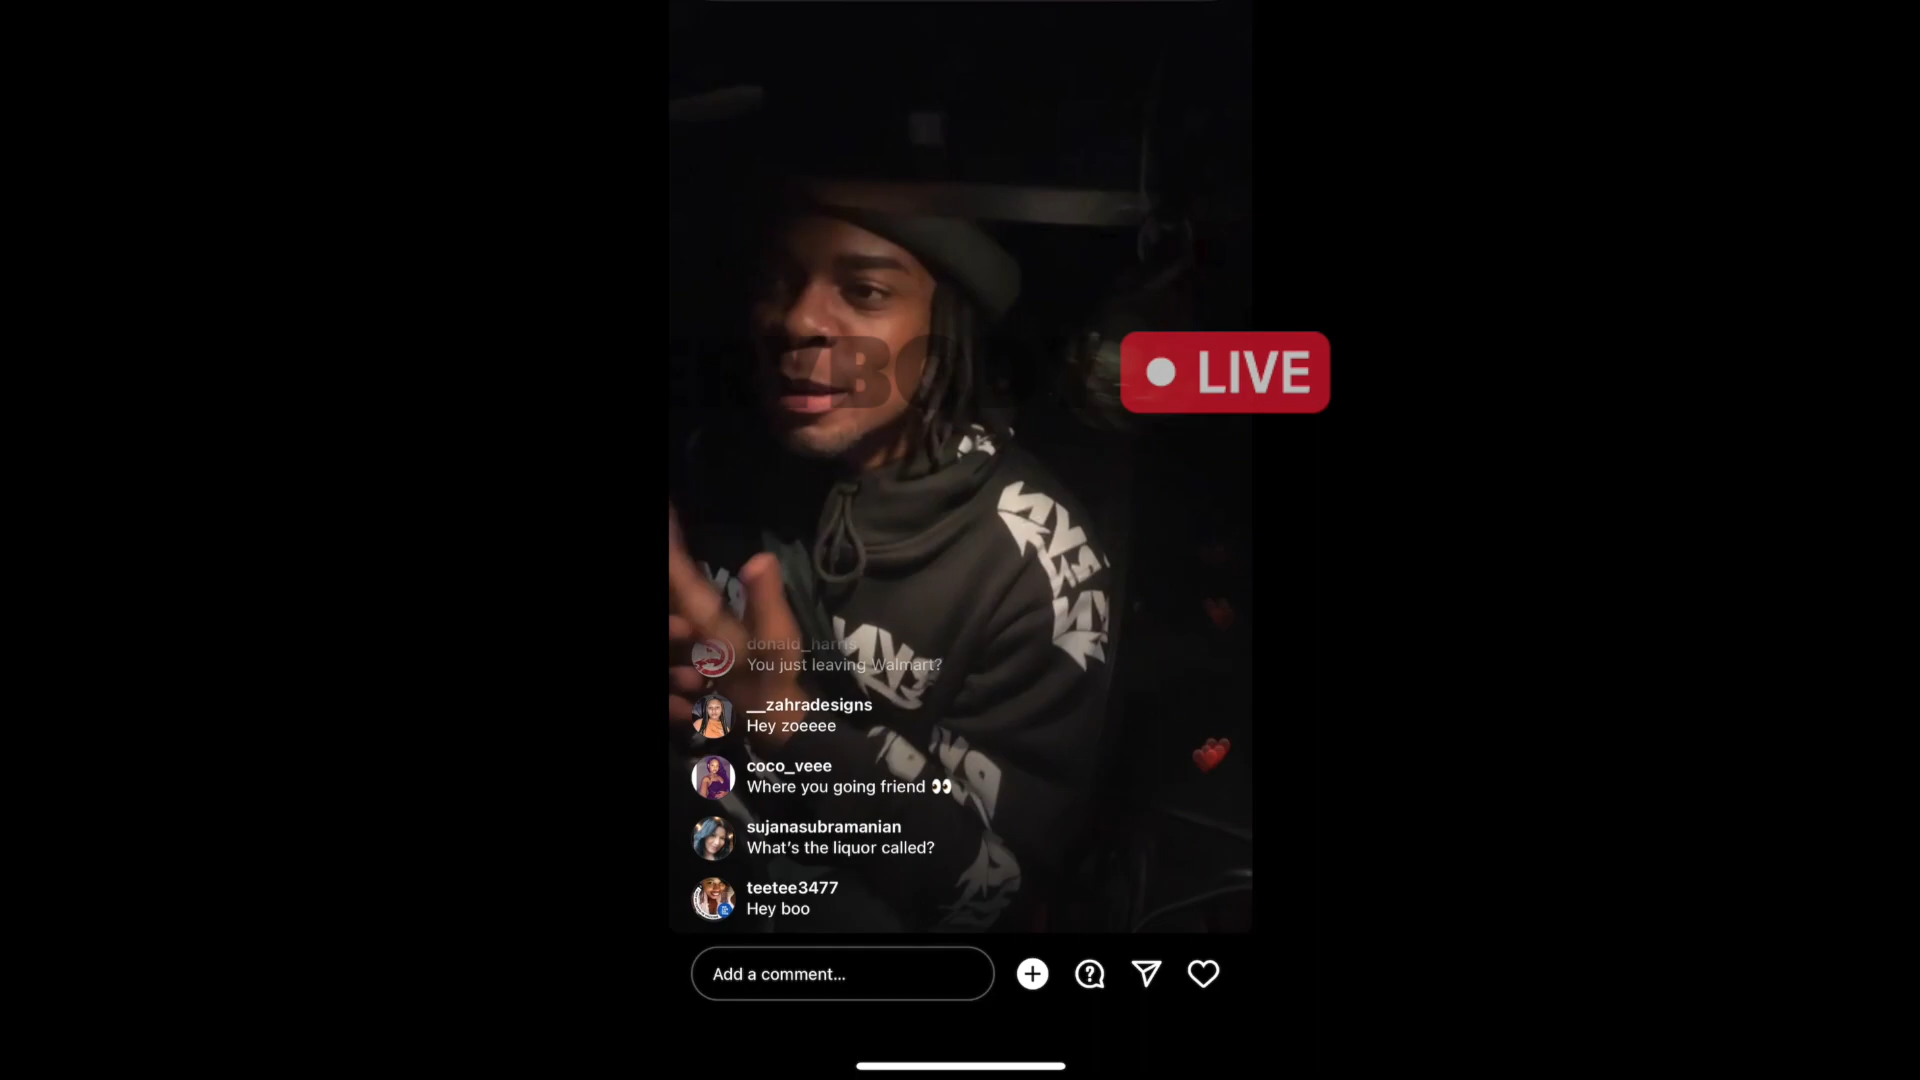 LIVE
donald_harris
You just leaving Walmart?
__zahradesigns
Hey zoeeee
coco_veee
Where you going friend 👀
sujanasubramanian
What's the liquor called?
teetee3477
Hey boo
Add a comment...